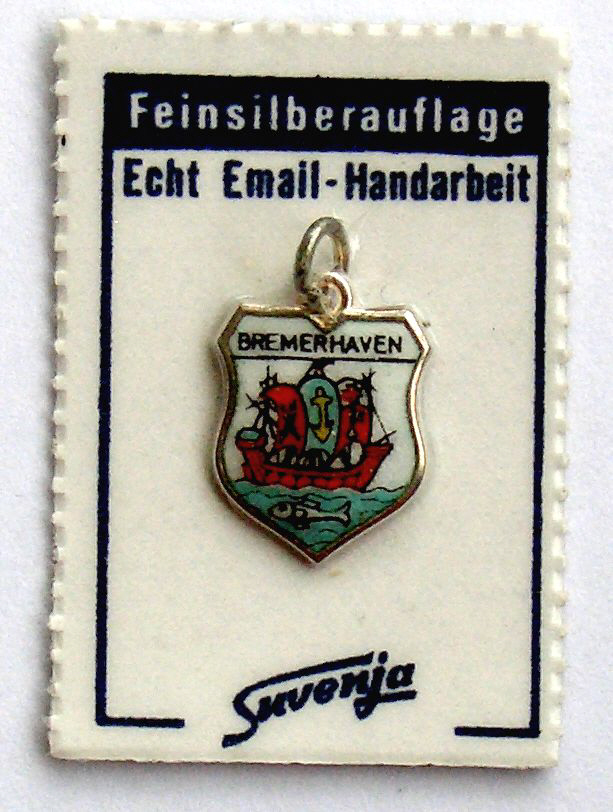 Feinsilberauflage
Echt Email-Handarbeit
BREMERHAVEN
Suvenja